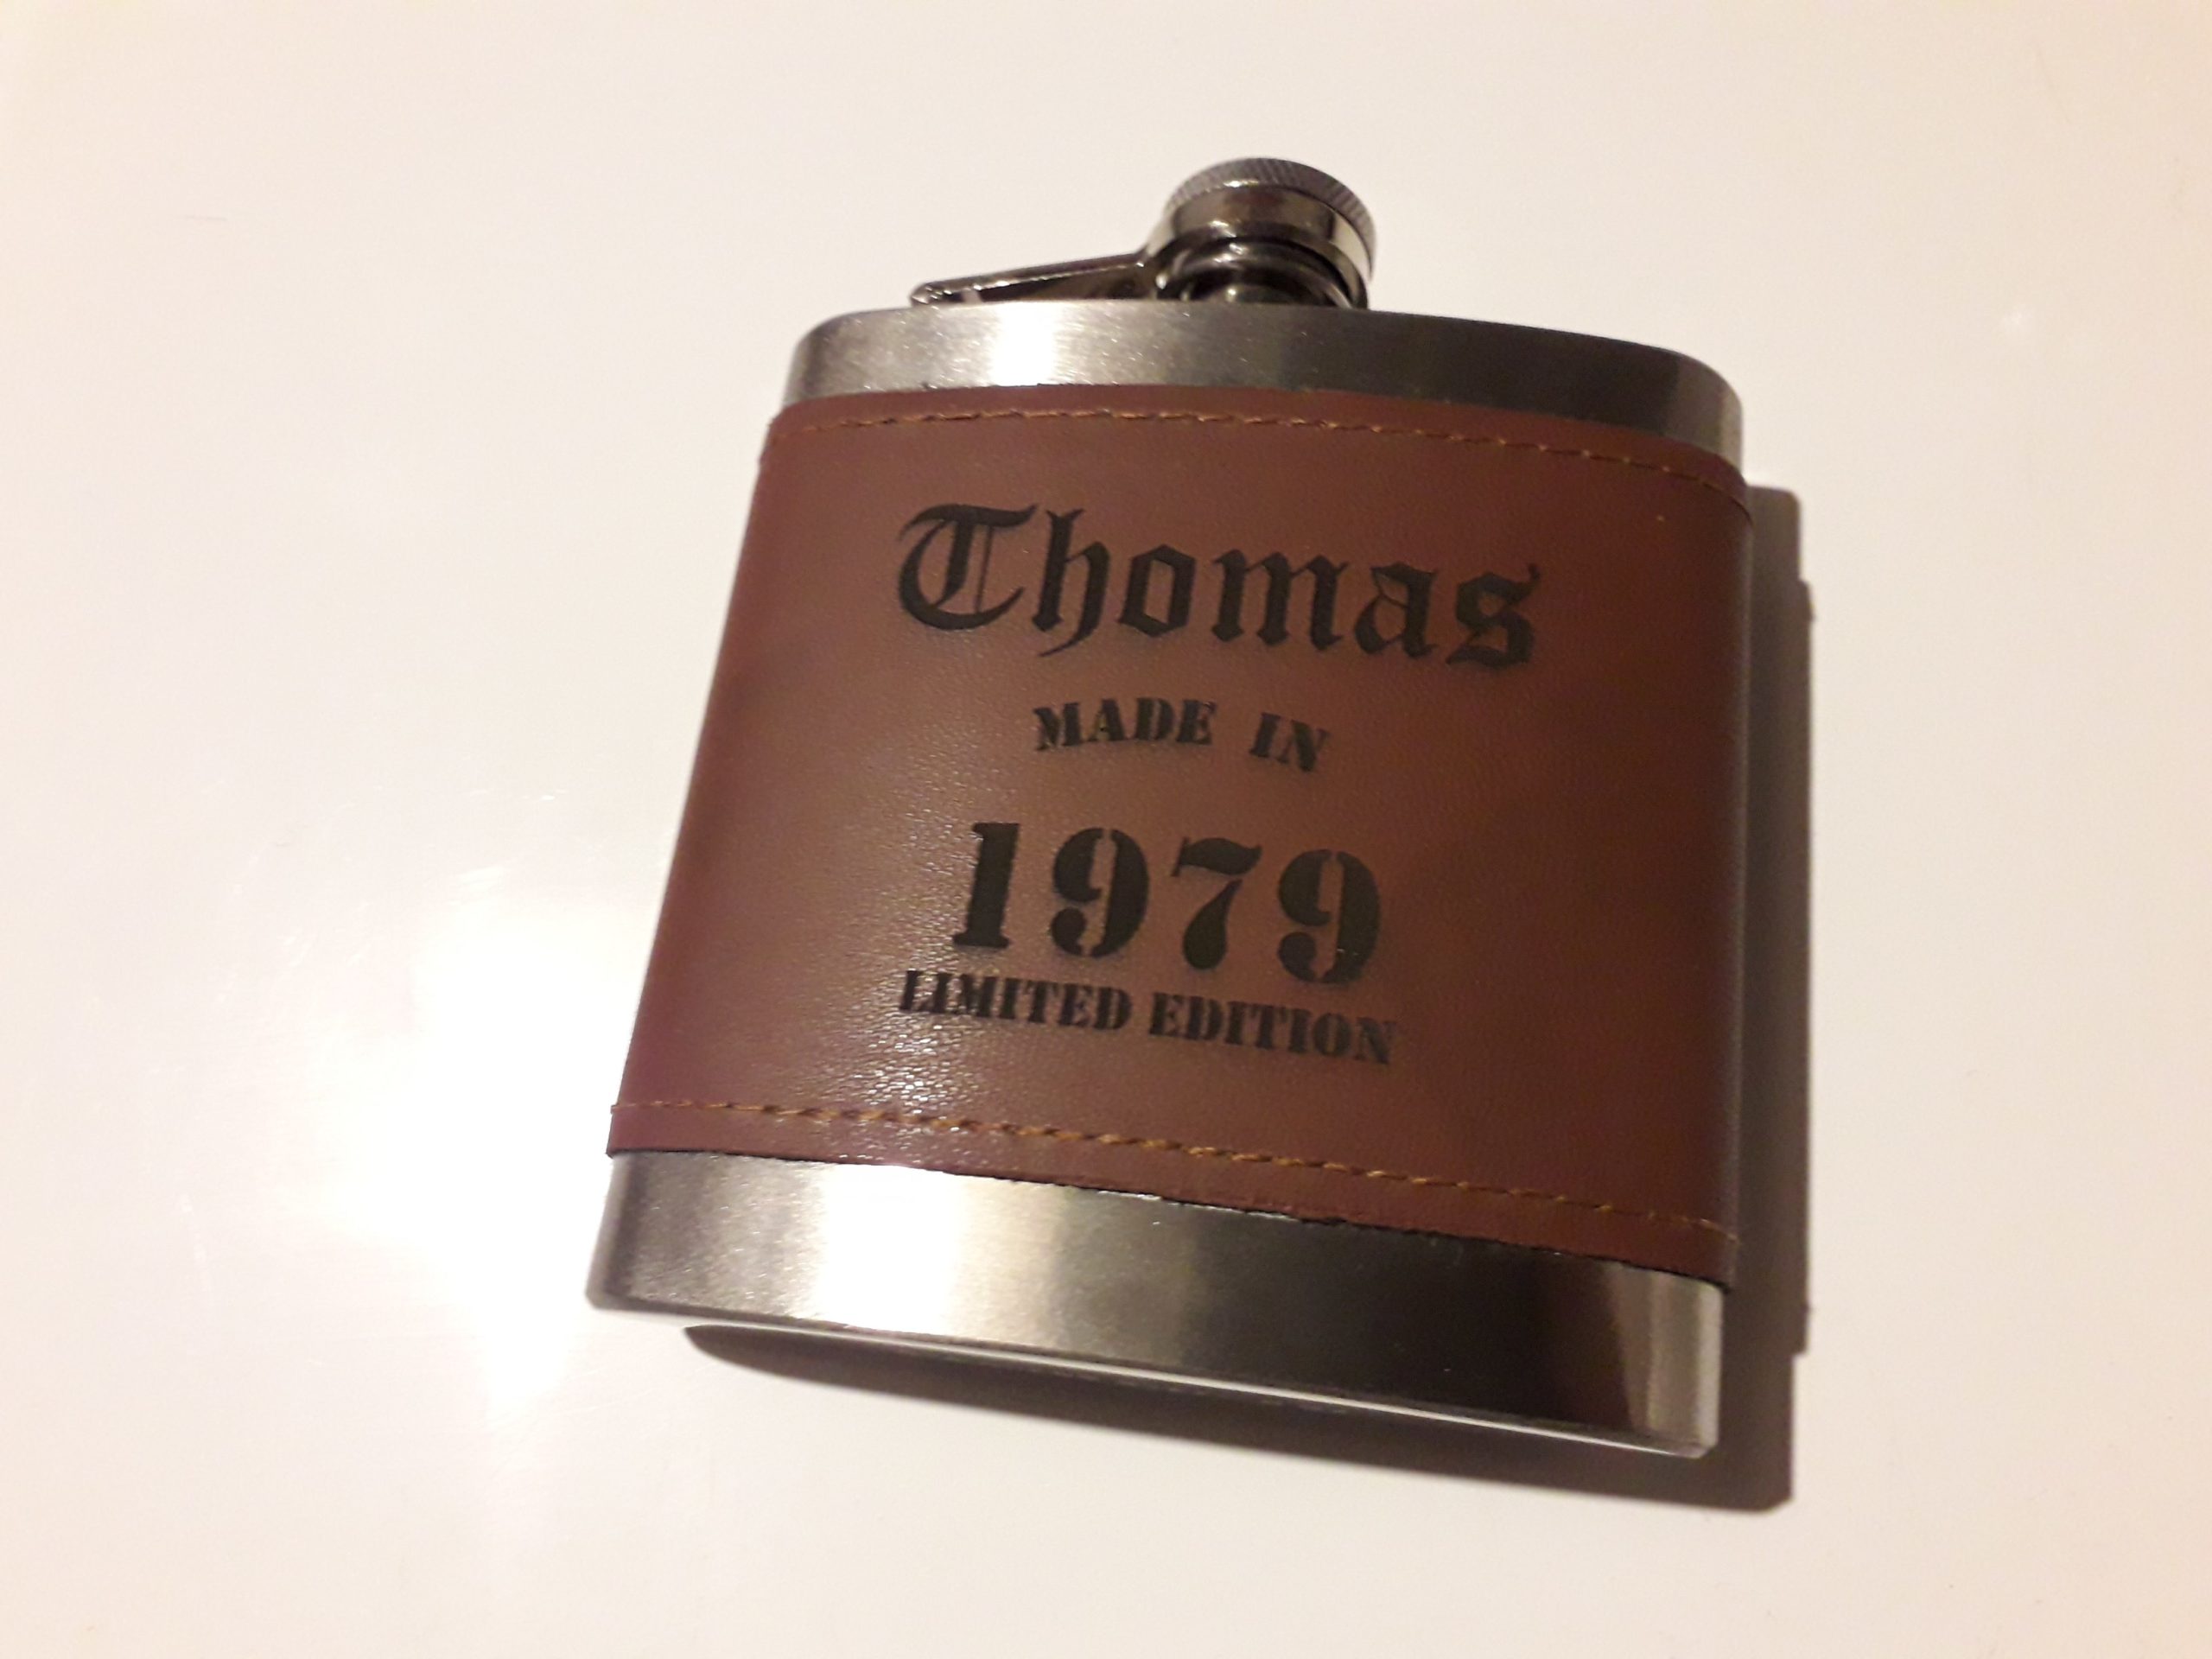 Thomas
MADE IN
1979
LIMITED EDITION